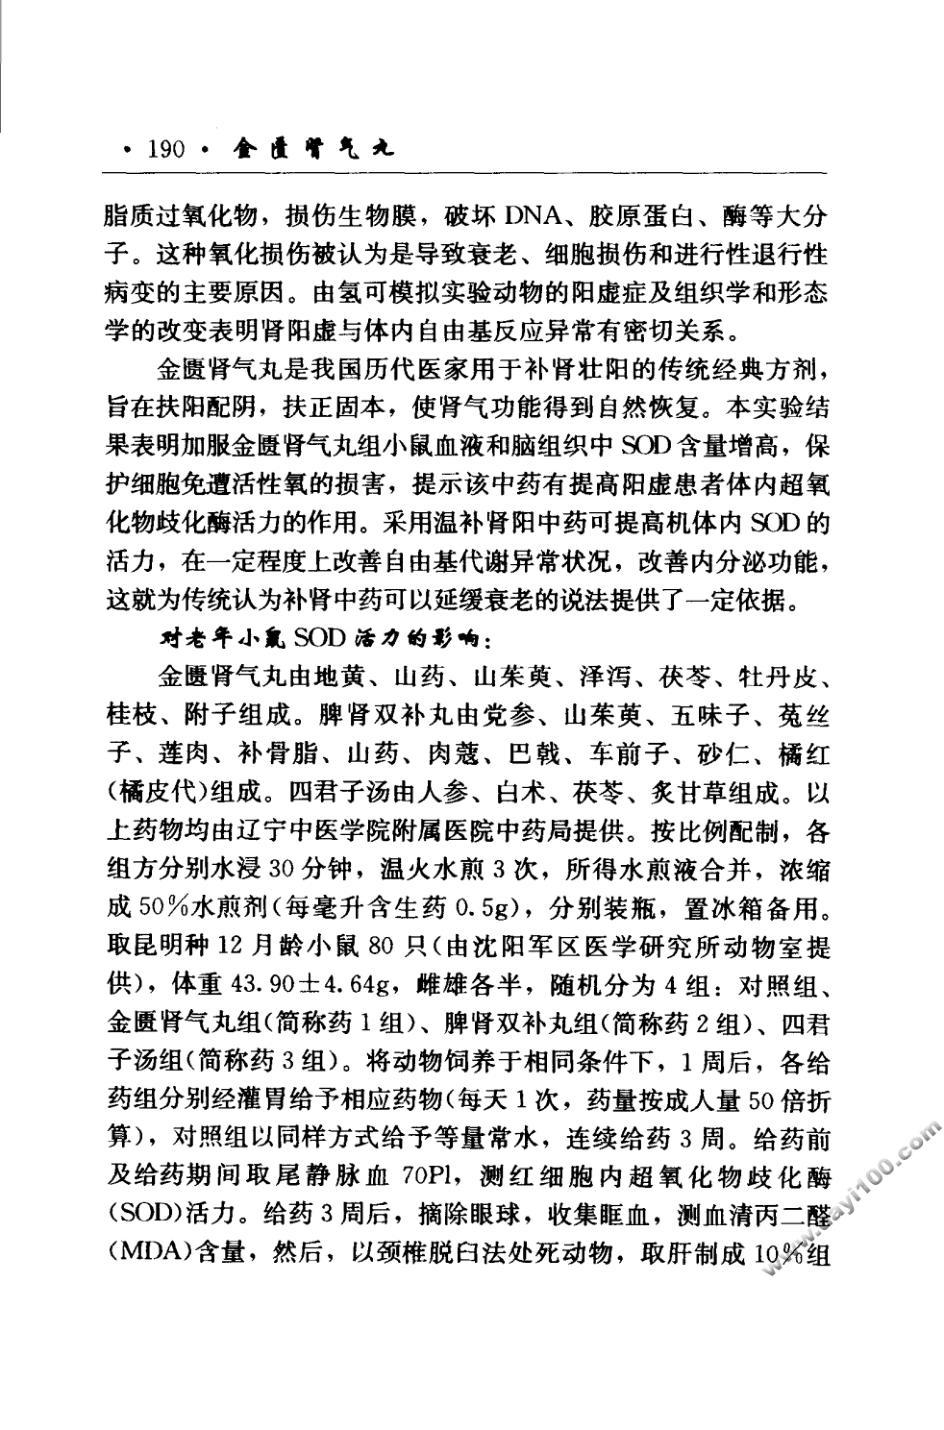 ·190· 金匮肾气丸
脂质过氧化物，损伤生物膜，破坏 DNA、胶原蛋白、酶等大分
子。这种氧化损伤被认为是导致衰老、细胞损伤和进行性退行性
病变的主要原因。由氢可模拟实验动物的阳虚症及组织学和形态
学的改变表明肾阳虚与体内自由基反应异常有密切关系。
金匮肾气丸是我国历代医家用于补肾壮阳的传统经典方剂，
旨在扶阳配阴，扶正固本，使肾气功能得到自然恢复。本实验结
果表明加服金匮肾气丸组小鼠血液和脑组织中 SOD 含量增高，保
护细胞免遭活性氧的损害，提示该中药有提高阳虚患者体内超氧
化物歧化酶活力的作用。采用温补肾阳中药可提高机体内 SOD 的
活力，在一定程度上改善自由基代谢异常状况，改善内分泌功能，
这就为传统认为补肾中药可以延缓衰老的说法提供了一定依据。
对老年小鼠 SOD 活力的影响：
金匮肾气丸由地黄、山药、山茱萸、泽泻、茯苓、牡丹皮、
桂枝、附子组成。脾肾双补丸由党参、山茱萸、五味子、菟丝
子、莲肉、补骨脂、山药、肉蔻、巴戟、车前子、砂仁、橘红
(橘皮代)组成。四君子汤由人参、白术、茯苓、炙甘草组成。以
上药物均由辽宁中医学院附属医院中药局提供。按比例配制，各
组方分别水浸 30 分钟，温火水煎 3 次，所得水煎液合并，浓缩
成 50％水煎剂(每毫升含生药 0.5g)，分别装瓶，置冰箱备用。
取昆明种 12 月龄小鼠 80 只(由沈阳军区医学研究所动物室提
供)，体重 43.90±4.64g，雌雄各半，随机分为 4 组：对照组、
金匮肾气丸组(简称药 1 组)、脾肾双补丸组(简称药 2 组)、四君
子汤组(简称药 3 组)。将动物饲养于相同条件下，1 周后，各给
药组分别经灌胃给予相应药物(每天 1 次，药量按成人量 50 倍折
算)，对照组以同样方式给予等量常水，连续给药 3 周。给药前
及给药期间取尾静脉血 70Pl，测红细胞内超氧化物歧化酶
(SOD)活力。给药 3 周后，摘除眼球，收集眶血，测血清丙二醛
(MDA)含量，然后，以颈椎脱臼法处死动物，取肝制成 10％组
www.dayi100.com